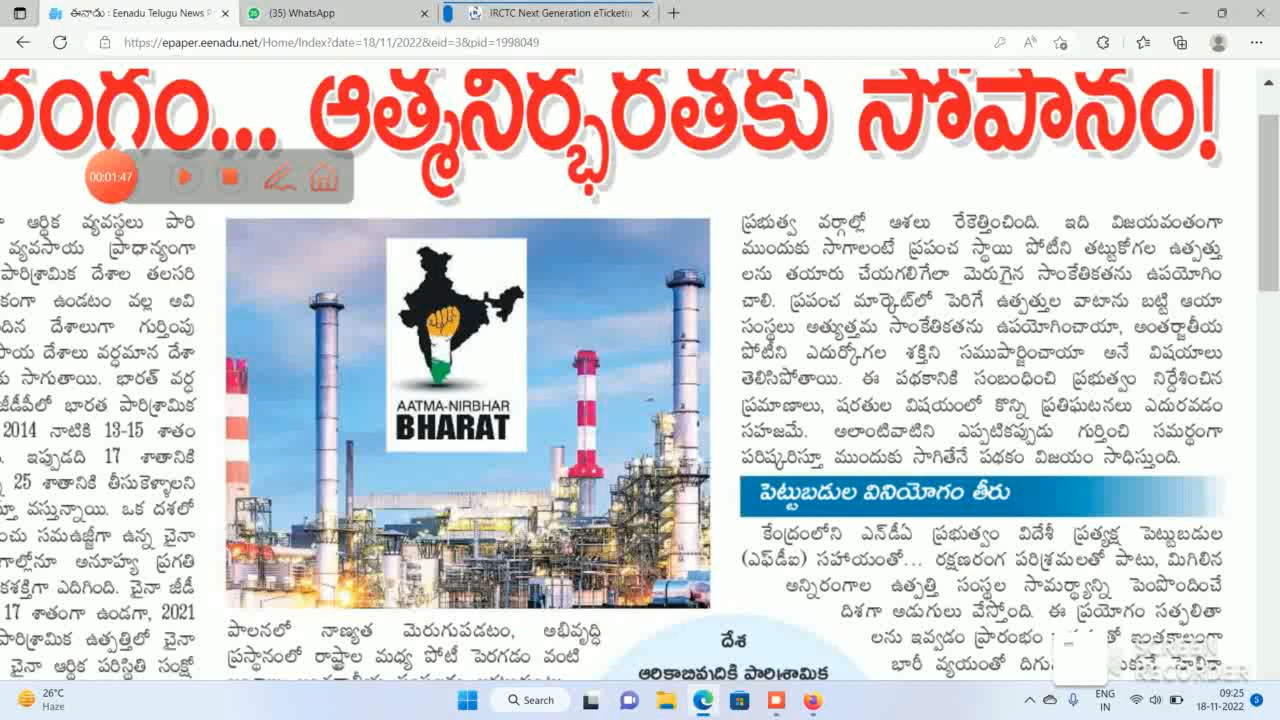 ఈనాడు : Eenadu Telugu News P
(35) WhatsApp
IRCTC Next Generation eTicketin
https://epaper.eenadu.net/Home/Index?date=18/11/2022&eid=3&pid=1998049
రంగం... ఆత్మనిర్భరతకు సోపానం!
00:01:47
ఆర్థిక వ్యవస్థలు పారి
వ్యవసాయ ప్రాధాన్యంగా
పారిశ్రామిక దేశాల తలసరి
కంగా ఉండటం వల్ల అవి
దిన దేశాలుగా గుర్తింపు
సాయ దేశాలు వర్ధమాన దేశా
కు సాగుతాయి. భారత్ వర్ధ
జీడీపీలో భారత పారిశ్రామిక
2014 నాటికి 13-15 శాతం
ఇప్పడది 17 శాతానికి
25 శాతానికి తీసుకెళ్ళాలని
వస్తున్నాయి. ఒక దశలో
ంచు సమఉజ్జీగా ఉన్న చైనా
గాల్లోనూ అనూహ్య ప్రగతి
కశక్తిగా ఎదిగింది. చైనా జీడీ
17 శాతంగా ఉండగా, 2021
పారిశ్రామిక ఉత్పత్తిలో చైనా
చైనా ఆర్థిక పరిస్థితి సంక్షో
AATMA-NIRBHAR
BHARAT
పాలనలో నాణ్యత మెరుగుపడటం, అభివృద్ధి
ప్రస్థానంలో రాష్ట్రాల మధ్య పోటీ పెరగడం వంటి
దేశ
ఆర్థికాభివృద్ధికి పారిశ్రామిక
ప్రభుత్వ వర్గాల్లో ఆశలు రేకెత్తించింది. ఇది విజయవంతంగా
ముందుకు సాగాలంటే ప్రపంచ స్థాయి పోటీని తట్టుకోగల ఉత్పత్తు
లను తయారు చేయగలిగేలా మెరుగైన సాంకేతికతను ఉపయోగిం
చాలి. ప్రపంచ మార్కెట్‌లో పెరిగే ఉత్పత్తుల వాటాను బట్టి ఆయా
సంస్థలు అత్యుత్తమ సాంకేతికతను ఉపయోగించాయా, అంతర్జాతీయ
పోటీని ఎదుర్కోగల శక్తిని సముపార్జించాయా అనే విషయాలు
తెలిసిపోతాయి. ఈ పథకానికి సంబంధించి ప్రభుత్వం నిర్దేశించిన
ప్రమాణాలు, షరతుల విషయంలో కొన్ని ప్రతిఘటనలు ఎదురవడం
సహజమే. అలాంటివాటిని ఎప్పటికప్పుడు గుర్తించి సమర్థంగా
పరిష్కరిస్తూ ముందుకు సాగితేనే పథకం విజయం సాధిస్తుంది.
పెట్టుబడుల వినియోగం తీరు
కేంద్రంలోని ఎన్‌డీఏ ప్రభుత్వం విదేశీ ప్రత్యక్ష పెట్టుబడుల
(ఎఫ్‌డీఐ) సహాయంతో... రక్షణరంగ పరిశ్రమలతో పాటు, మిగిలిన
అన్నిరంగాల ఉత్పత్తి సంస్థల సామర్థ్యాన్ని పెంపొందించే
దిశగా అడుగులు వేస్తోంది. ఈ ప్రయోగం సత్ఫలితా
లను ఇవ్వడం ప్రారంభం ఇంతకాలంగా
భారీ వ్యయంతో దిగు
SCREEN
RECORDER
26°C
Haze
Search
ENG
IN
09:25
18-11-2022
5